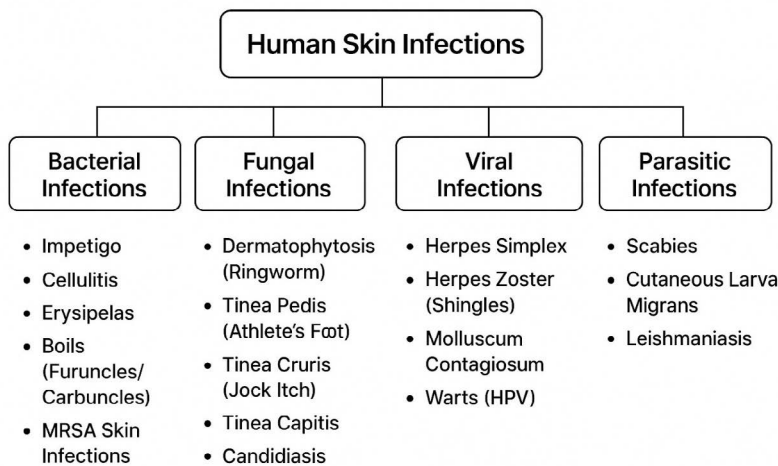 Human Skin Infections
Bacterial
Infections
• Impetigo
• Cellulitis
• Erysipelas
• Boils
(Furuncles/
Carbuncles)
• MRSA Skin
Infections
Fungal
Infections
• Dermatophytosis
(Ringworm)
• Tinea Pedis
(Athlete's Foot)
• Tinea Cruris
(Jock Itch)
• Tinea Capitis
• Candidiasis
Viral
Infections
• Herpes Simplex
• Herpes Zoster
(Shingles)
• Molluscum
Contagiosum
• Warts (HPV)
Parasitic
Infections
• Scabies
• Cutaneous Larva
Migrans
• Leishmaniasis